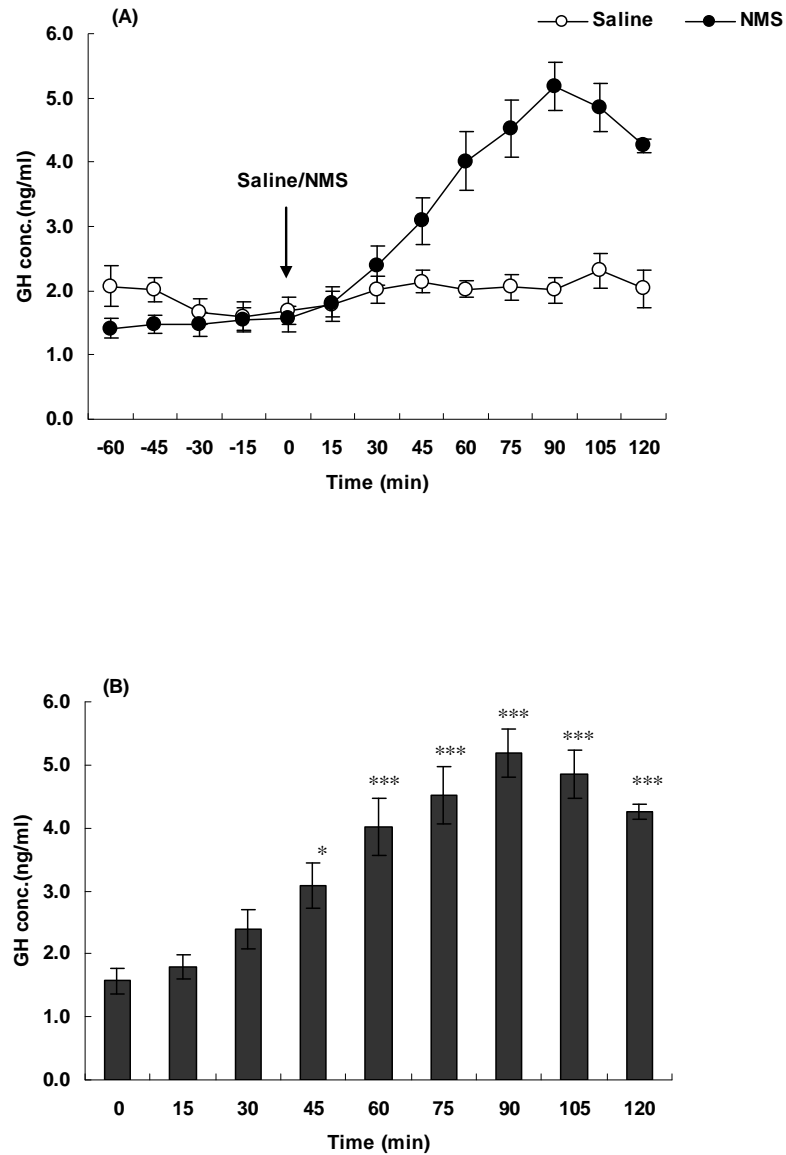 (A)
Saline NMS
6.0
5.0
4.0
3.0
2.0
1.0
0.0
GH conc.(ng/ml)
Saline/NMS
-60 -45 -30 -15 0 15 30 45 60 75 90 105 120
Time (min)
(B)
6.0
5.0
4.0
3.0
2.0
1.0
0.0
GH conc.(ng/ml)
* *** *** *** *** ***
0 15 30 45 60 75 90 105 120
Time (min)